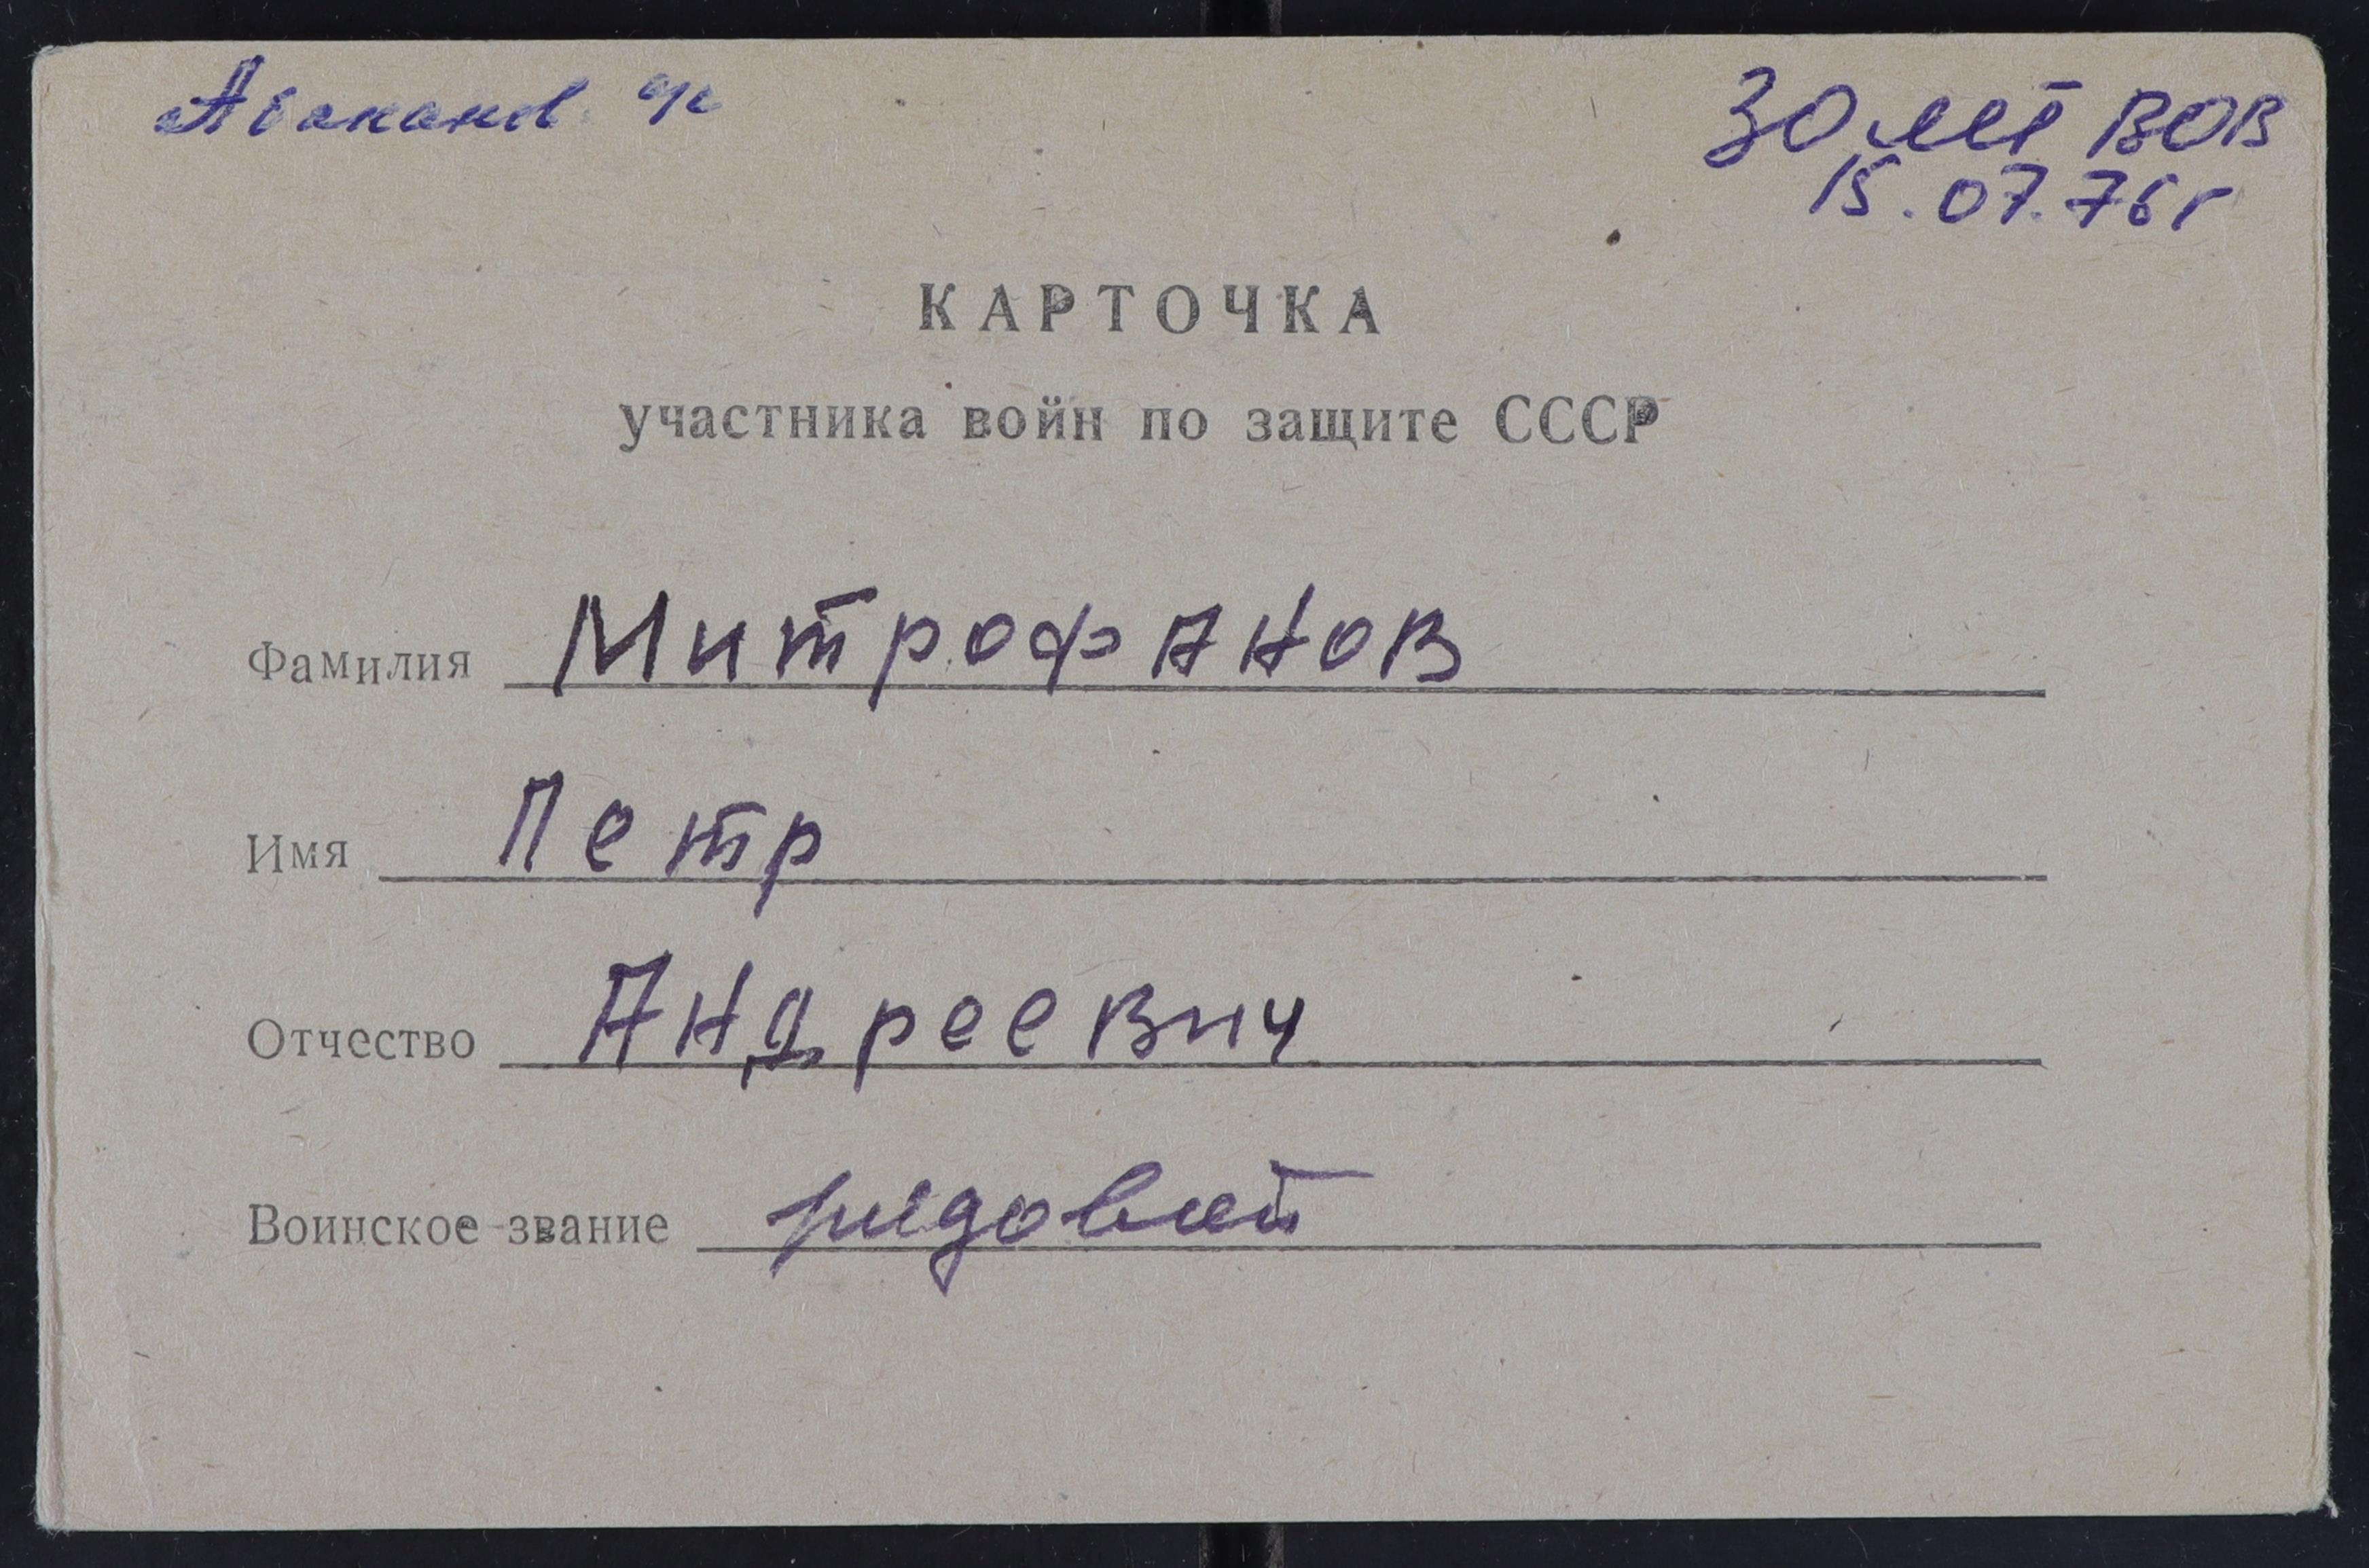 30 лет ВОВ
15.07.76г
КАРТОЧКА
участника войн по защите СССР
Фамилия Митрофанов
Имя Петр
Отчество Андреевич
Воинское звание рядовой